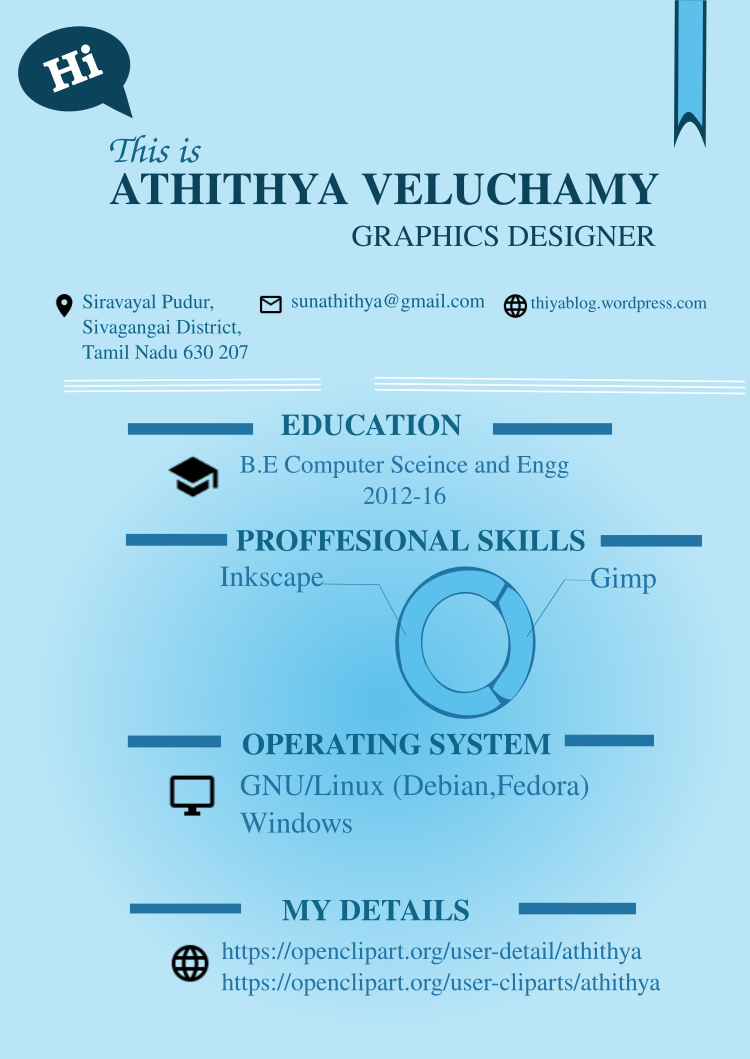 Hi
This is
ATHITHYA VELUCHAMY
GRAPHICS DESIGNER
Siravayal Pudur,
Sivagangai District,
Tamil Nadu 630 207
sunathithya@gmail.com
thiyablog.wordpress.com
EDUCATION
B.E Computer Sceince and Engg
2012-16
PROFFESIONAL SKILLS
Inkscape
Gimp
OPERATING SYSTEM
GNU/Linux (Debian,Fedora)
Windows
MY DETAILS
https://openclipart.org/user-detail/athithya
https://openclipart.org/user-cliparts/athithya